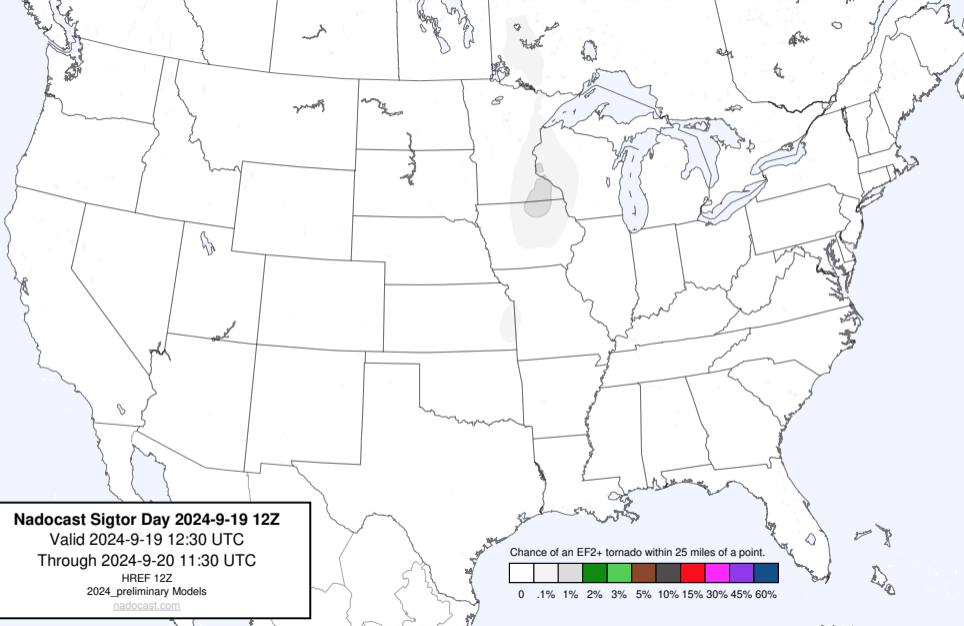 Nadocast Sigtor Day 2024-9-19 12Z
Valid 2024-9-19 12:30 UTC
Through 2024-9-20 11:30 UTC
HREF 12Z
2024_preliminary Models
nadocast.com
Chance of an EF2+ tornado within 25 miles of a point.
0 .1% 1% 2% 3% 5% 10% 15% 30% 45% 60%